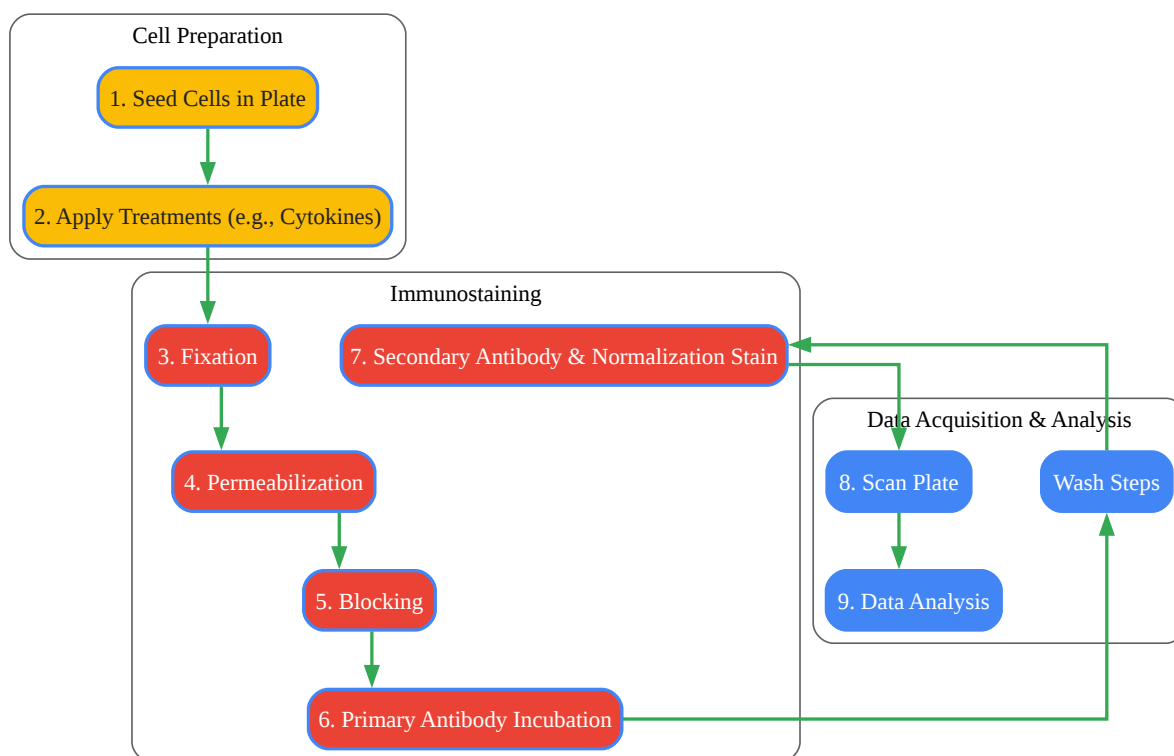 Cell Preparation
1. Seed Cells in Plate
2. Apply Treatments (e.g., Cytokines)
Immunostaining
3. Fixation
7. Secondary Antibody & Normalization Stain
4. Permeabilization
5. Blocking
6. Primary Antibody Incubation
Data Acquisition & Analysis
8. Scan Plate
Wash Steps
9. Data Analysis